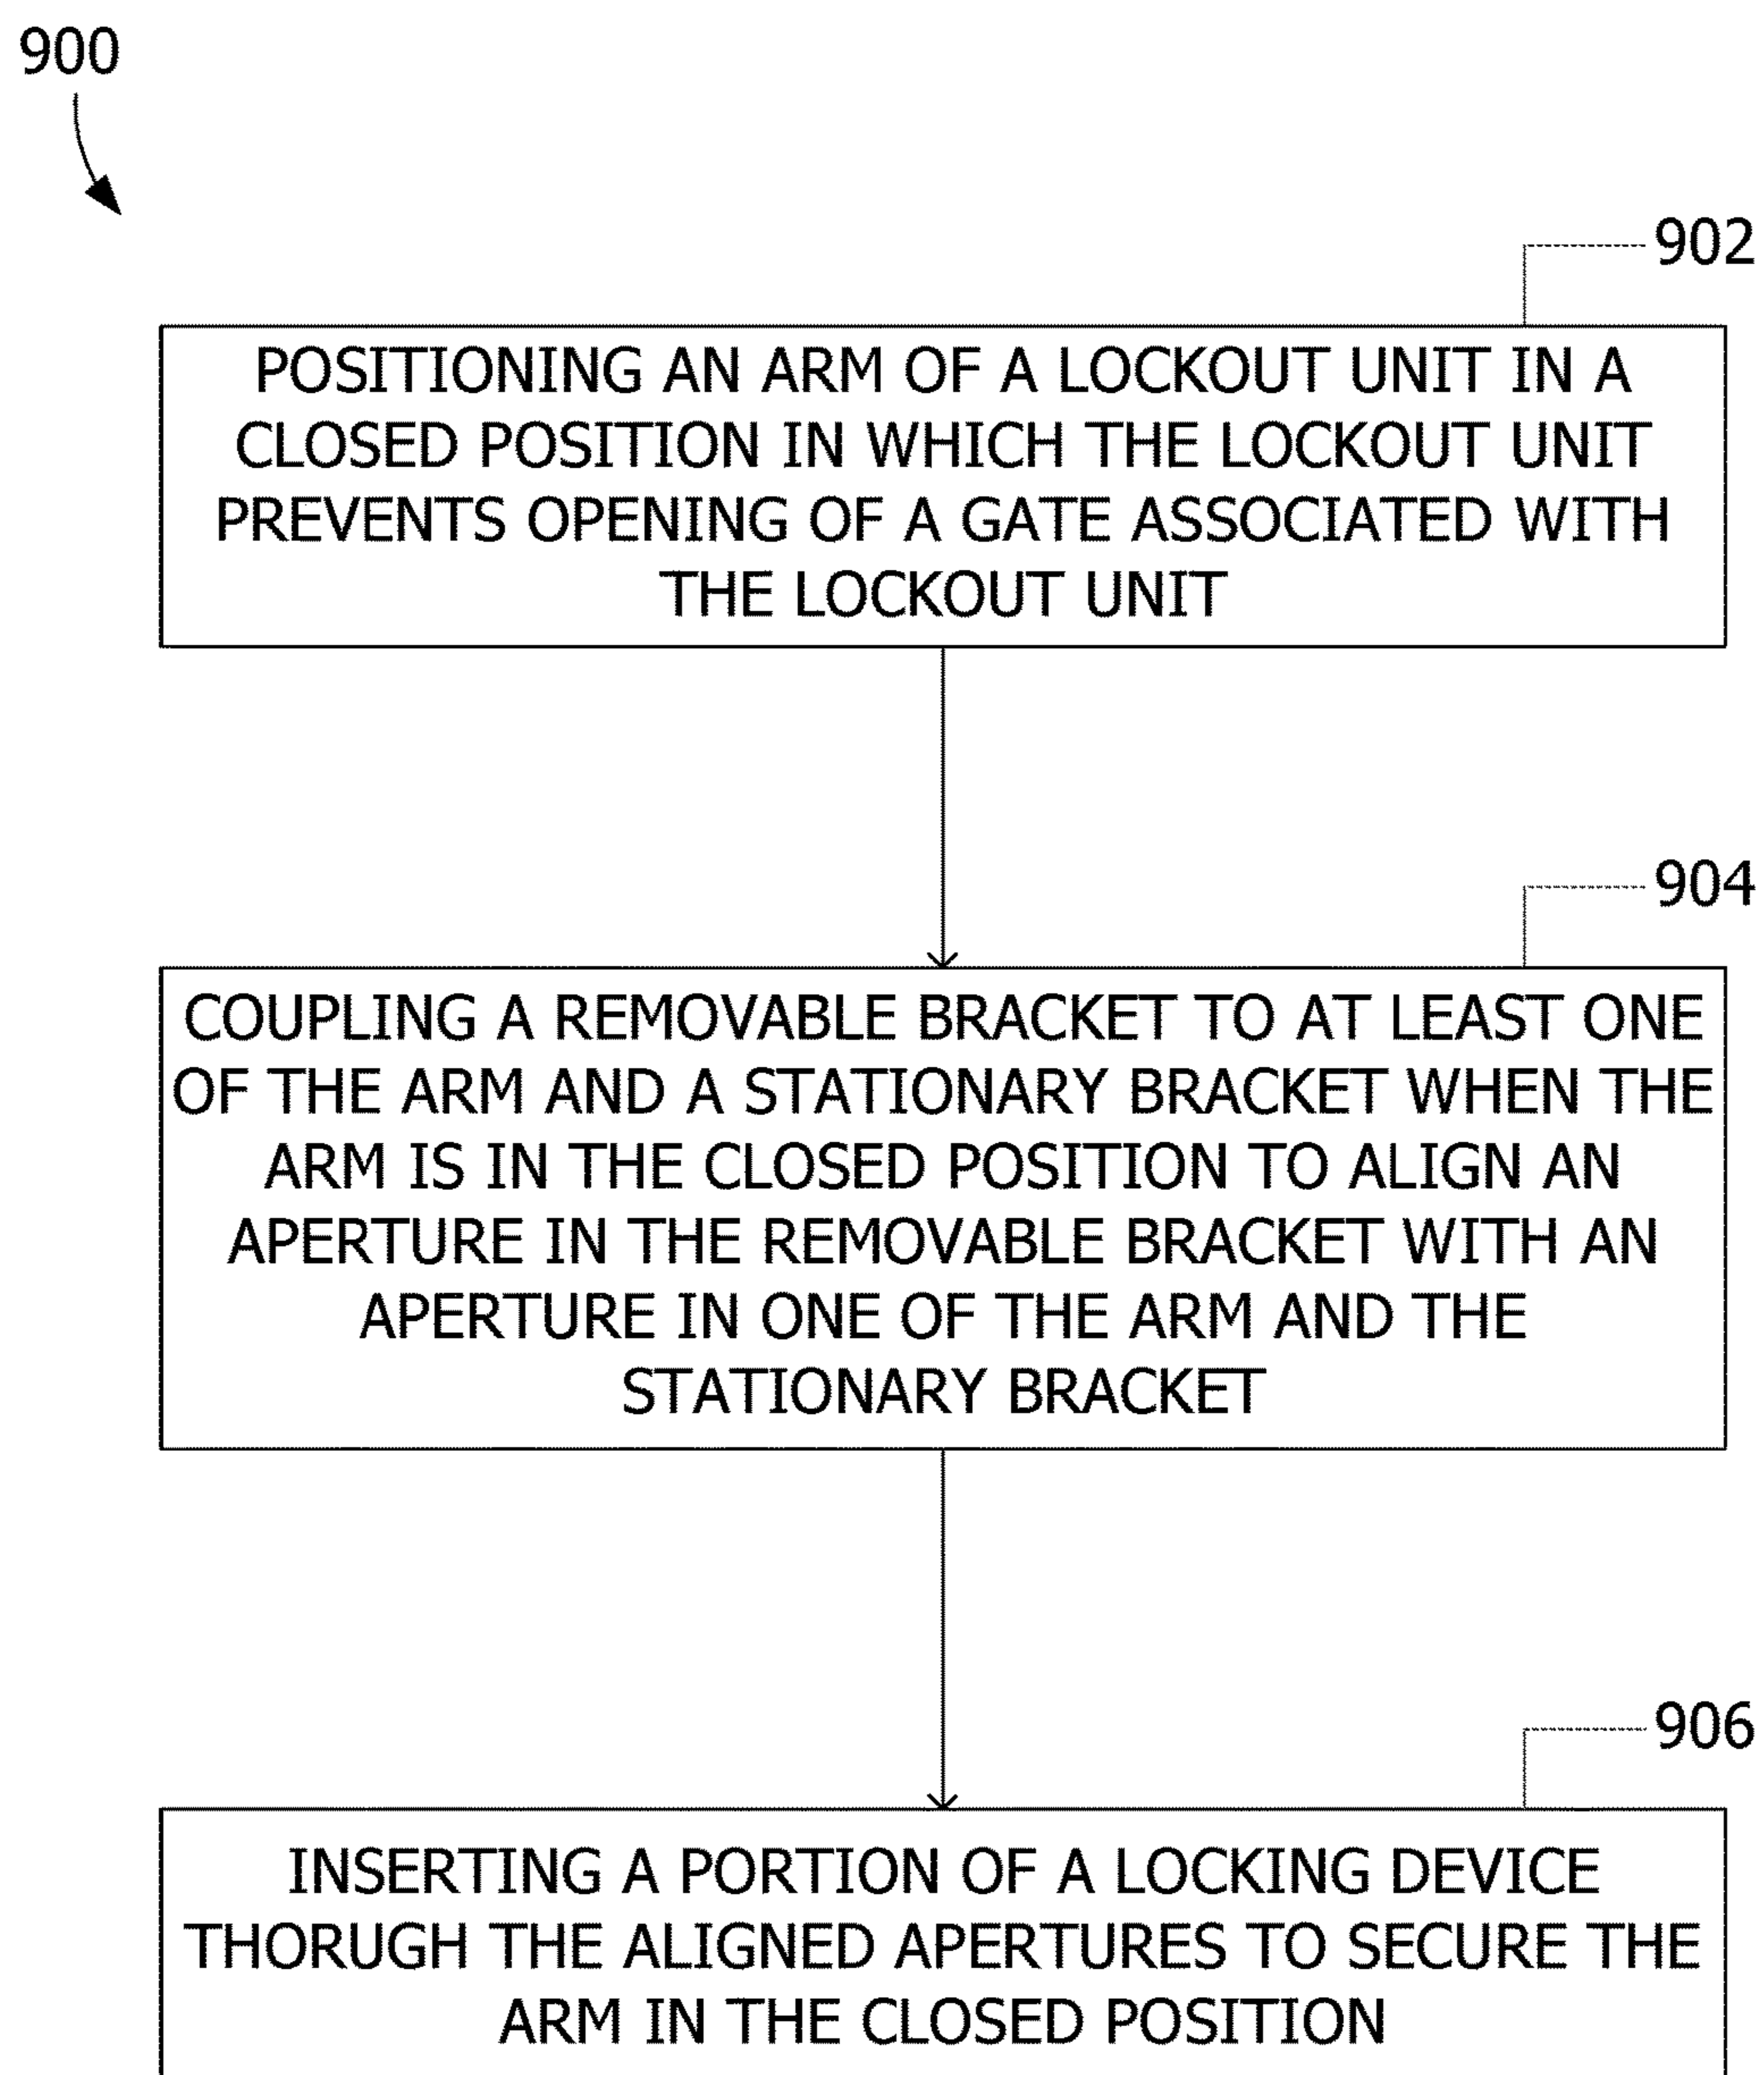 900
902
POSITIONING AN ARM OF A LOCKOUT UNIT IN A
CLOSED POSITION IN WHICH THE LOCKOUT UNIT
PREVENTS OPENING OF A GATE ASSOCIATED WITH
THE LOCKOUT UNIT
904
COUPLING A REMOVABLE BRACKET TO AT LEAST ONE
OF THE ARM AND A STATIONARY BRACKET WHEN THE
ARM IS IN THE CLOSED POSITION TO ALIGN AN
APERTURE IN THE REMOVABLE BRACKET WITH AN
APERTURE IN ONE OF THE ARM AND THE
STATIONARY BRACKET
906
INSERTING A PORTION OF A LOCKING DEVICE
THORUGH THE ALIGNED APERTURES TO SECURE THE
ARM IN THE CLOSED POSITION